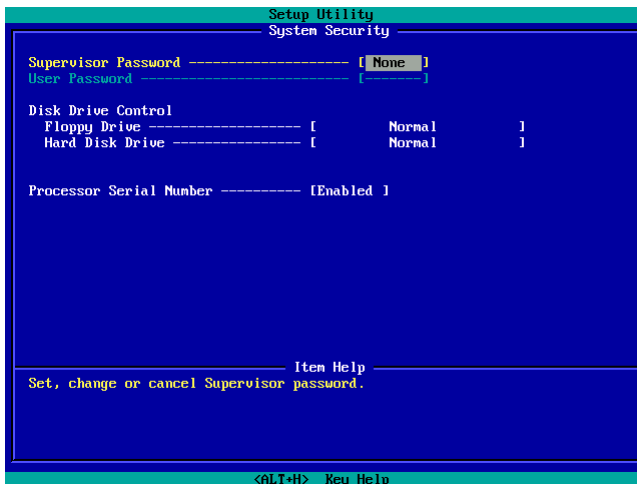 Setup Utility
System Security
Supervisor Password -------------------- [ None ]
User Password -------------------------- [-------]
Disk Drive Control
Floppy Drive ------------------- [ Normal ]
Hard Disk Drive ---------------- [ Normal ]
Processor Serial Number ---------- [Enabled ]
Item Help
Set, change or cancel Supervisor password.
<ALT+H> Key Help